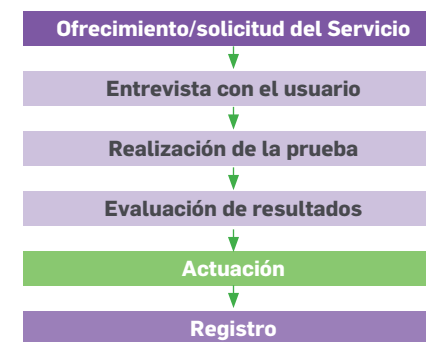 Ofrecimiento/solicitud del Servicio
Entrevista con el usuario
Realización de la prueba
Evaluación de resultados
Actuación
Registro